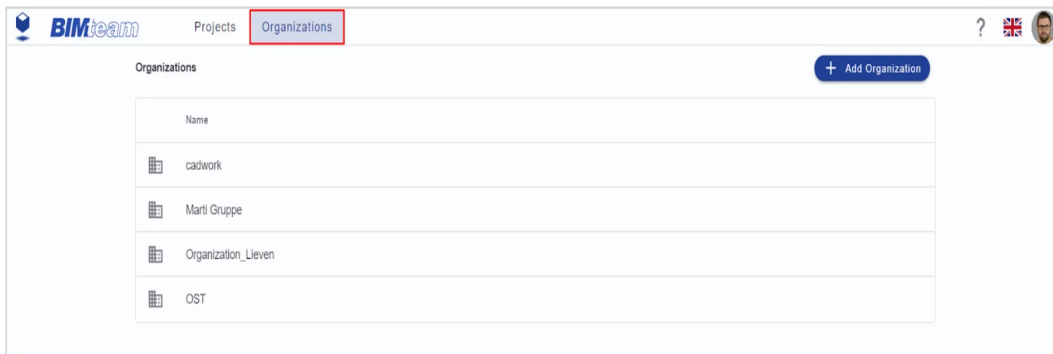 BIMteam Projects Organizations ?
Organizations + Add Organization
Name
cadwork
Marti Gruppe
Organization_Lieven
OST